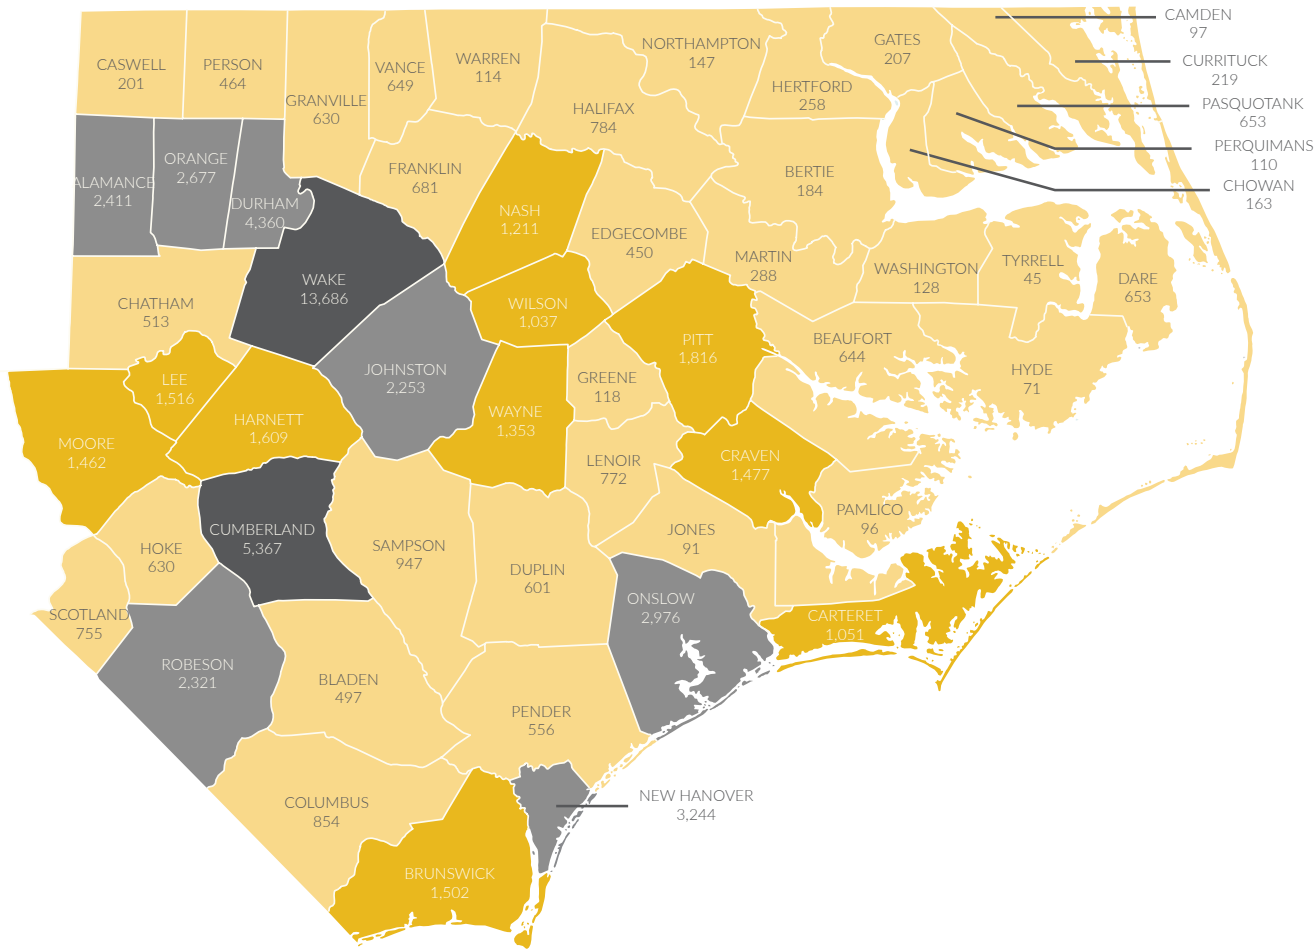 CAMDEN
97
NORTHAMPTON
147
GATES
207
WARREN
114
CURRITUCK
219
CASWELL
201
PERSON
464
VANCE
649
HERTFORD
258
GRANVILLE
630
HALIFAX
784
PASQUOTANK
653
PERQUIMANS
110
ORANGE
2,677
FRANKLIN
681
BERTIE
184
ALAMANCE
2,411
CHOWAN
163
DURHAM
4,360
NASH
1,211
EDGECOMBE
450
MARTIN
288
WASHINGTON
128
TYRRELL
45
DARE
653
WAKE
13,686
CHATHAM
513
WILSON
1,037
PITT
1,816
BEAUFORT
644
JOHNSTON
2,253
GREENE
118
HYDE
71
LEE
1,516
HARNETT
1,609
WAYNE
1,353
MOORE
1,462
LENOIR
772
CRAVEN
1,477
PAMLICO
96
CUMBERLAND
5,367
JONES
91
HOKE
630
SAMPSON
947
DUPLIN
601
ONSLOW
2,976
SCOTLAND
755
CARTERET
1,051
ROBESON
2,321
BLADEN
497
PENDER
556
NEW HANOVER
3,244
COLUMBUS
854
BRUNSWICK
1,502